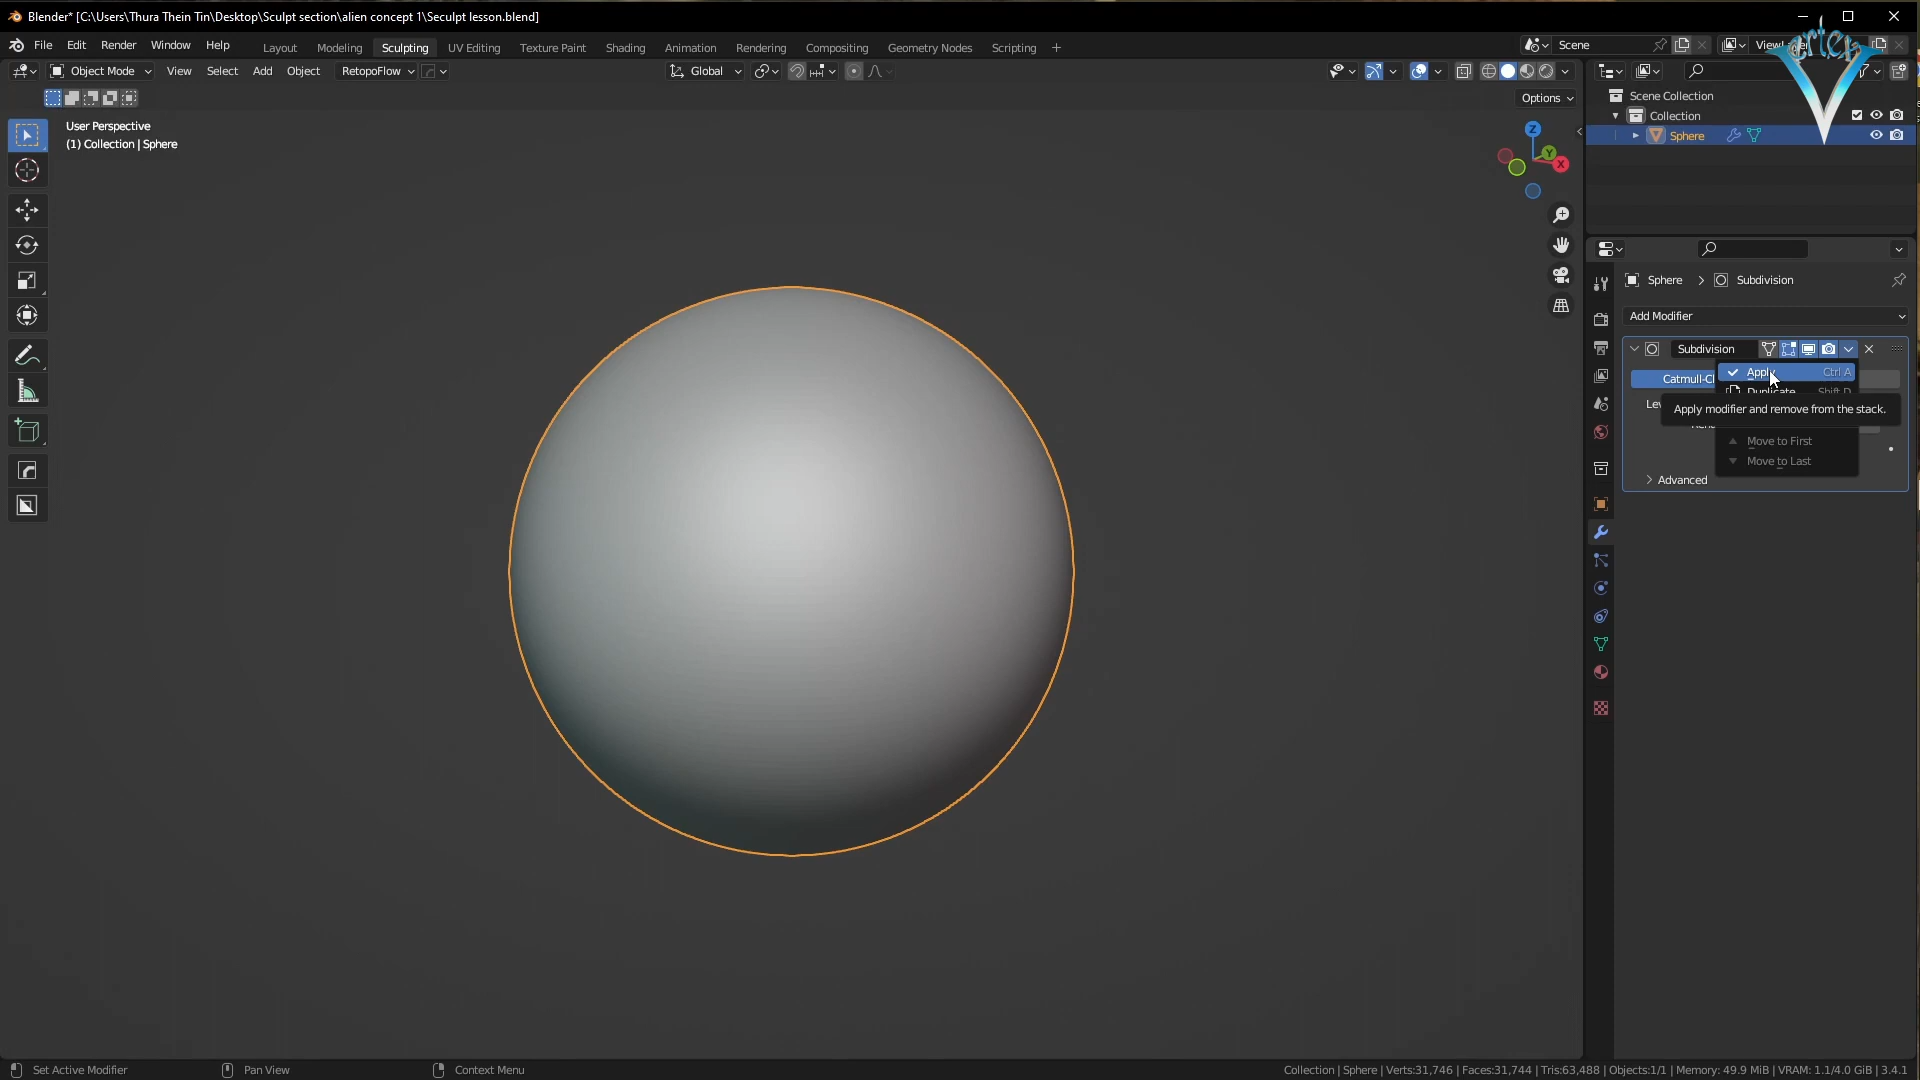 Blender* [C:\Users\Thura Thein Tin\Desktop\Sculpt section\alien concept 1\Seculpt lesson.blend]
File Edit Render Window Help Layout Modeling Sculpting UV Editing Texture Paint Shading Animation Rendering Compositing Geometry Nodes Scripting + Scene
Object Mode View Select Add Object RetopoFlow Global
Options
User Perspective
(1) Collection | Sphere
Z
Y
X
Scene Collection
Collection
Sphere
Sphere > Subdivision
Add Modifier
Subdivision
Apply Ctrl A
Duplicate Shift D
Apply modifier and remove from the stack.
Move to First
Move to Last
Advanced
Set Active Modifier Pan View Context Menu
Collection | Sphere | Verts:31,746 | Faces:31,744 | Tris:63,488 | Objects:1/1 | Memory: 49.9 MiB | VRAM: 1.1/4.0 GiB | 3.4.1